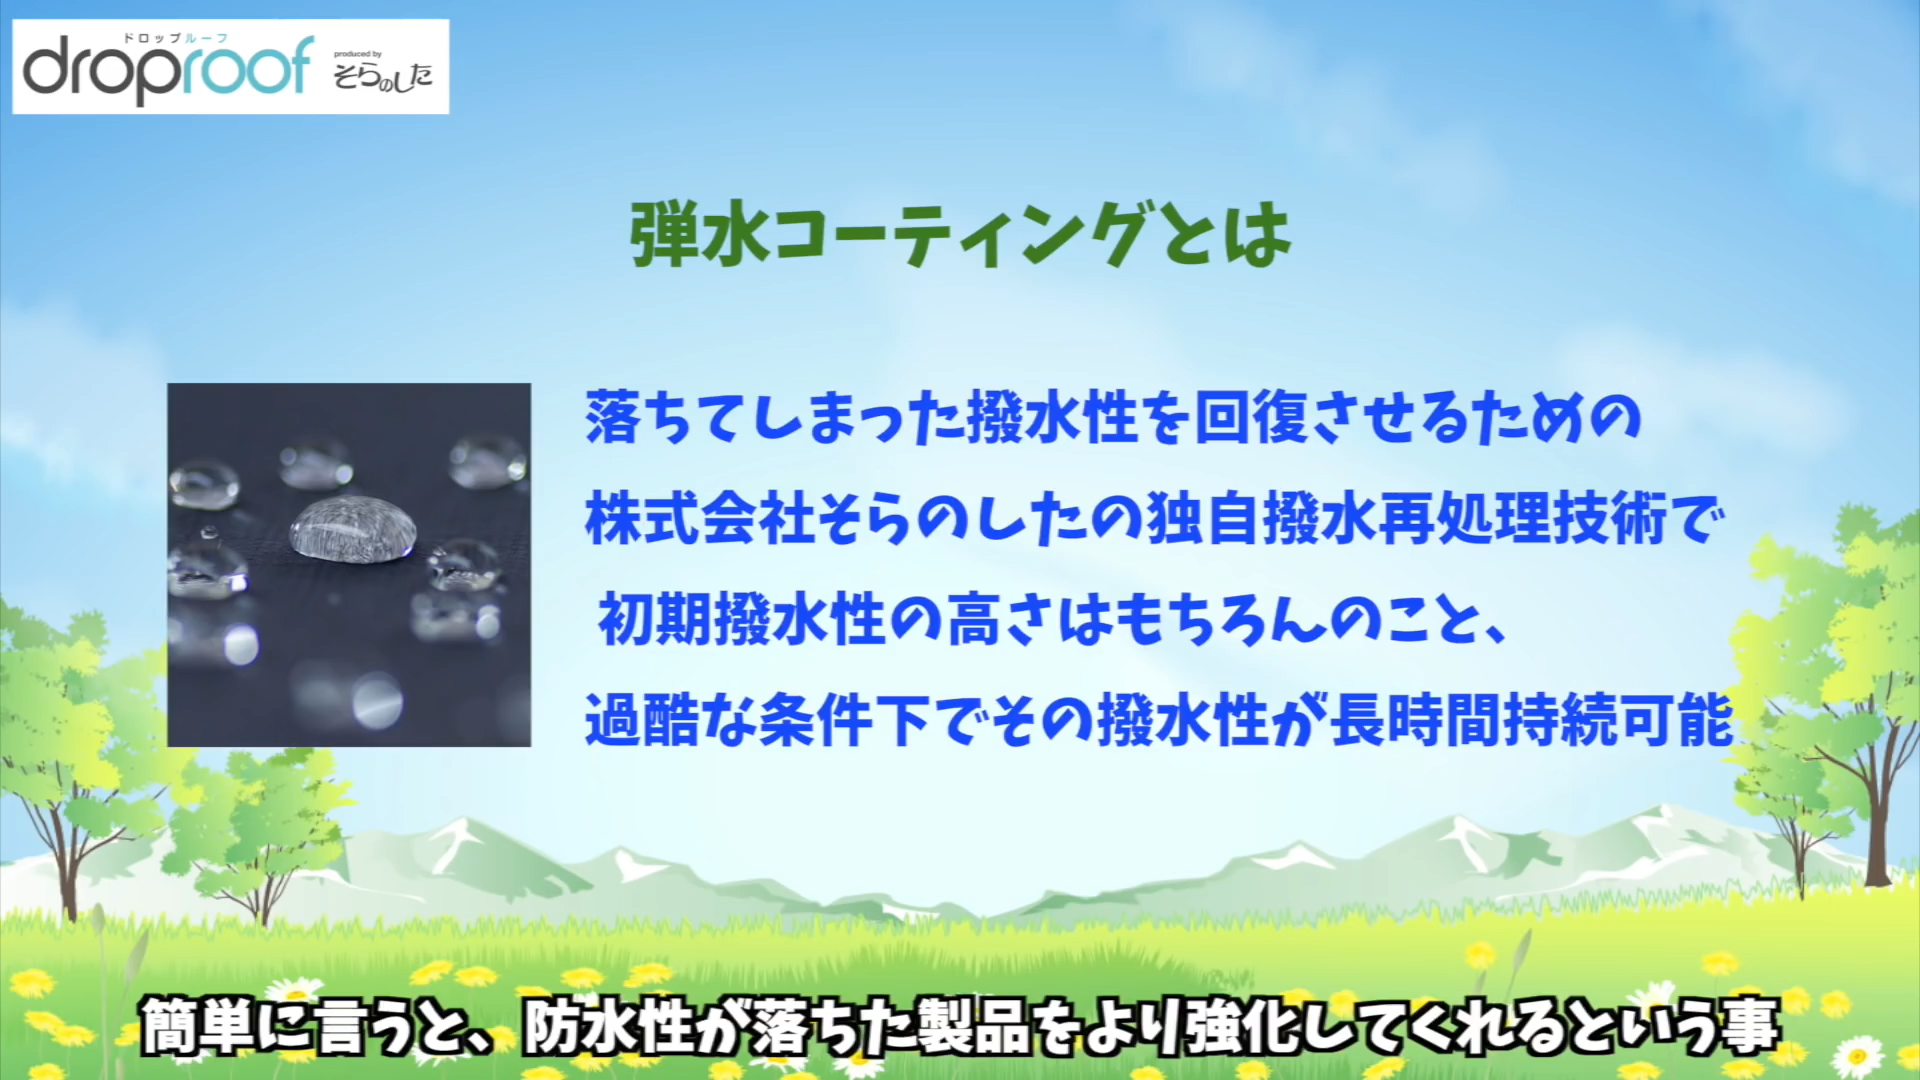 ドロップルーフ
droproof
produced by
そらのした
弾水コーティングとは
落ちてしまった撥水性を回復させるための
株式会社そらのしたの独自撥水再処理技術で
初期撥水性の高さはもちろんのこと、
過酷な条件下でその撥水性が長時間持続可能
簡単に言うと、防水性が落ちた製品をより強化してくれるという事